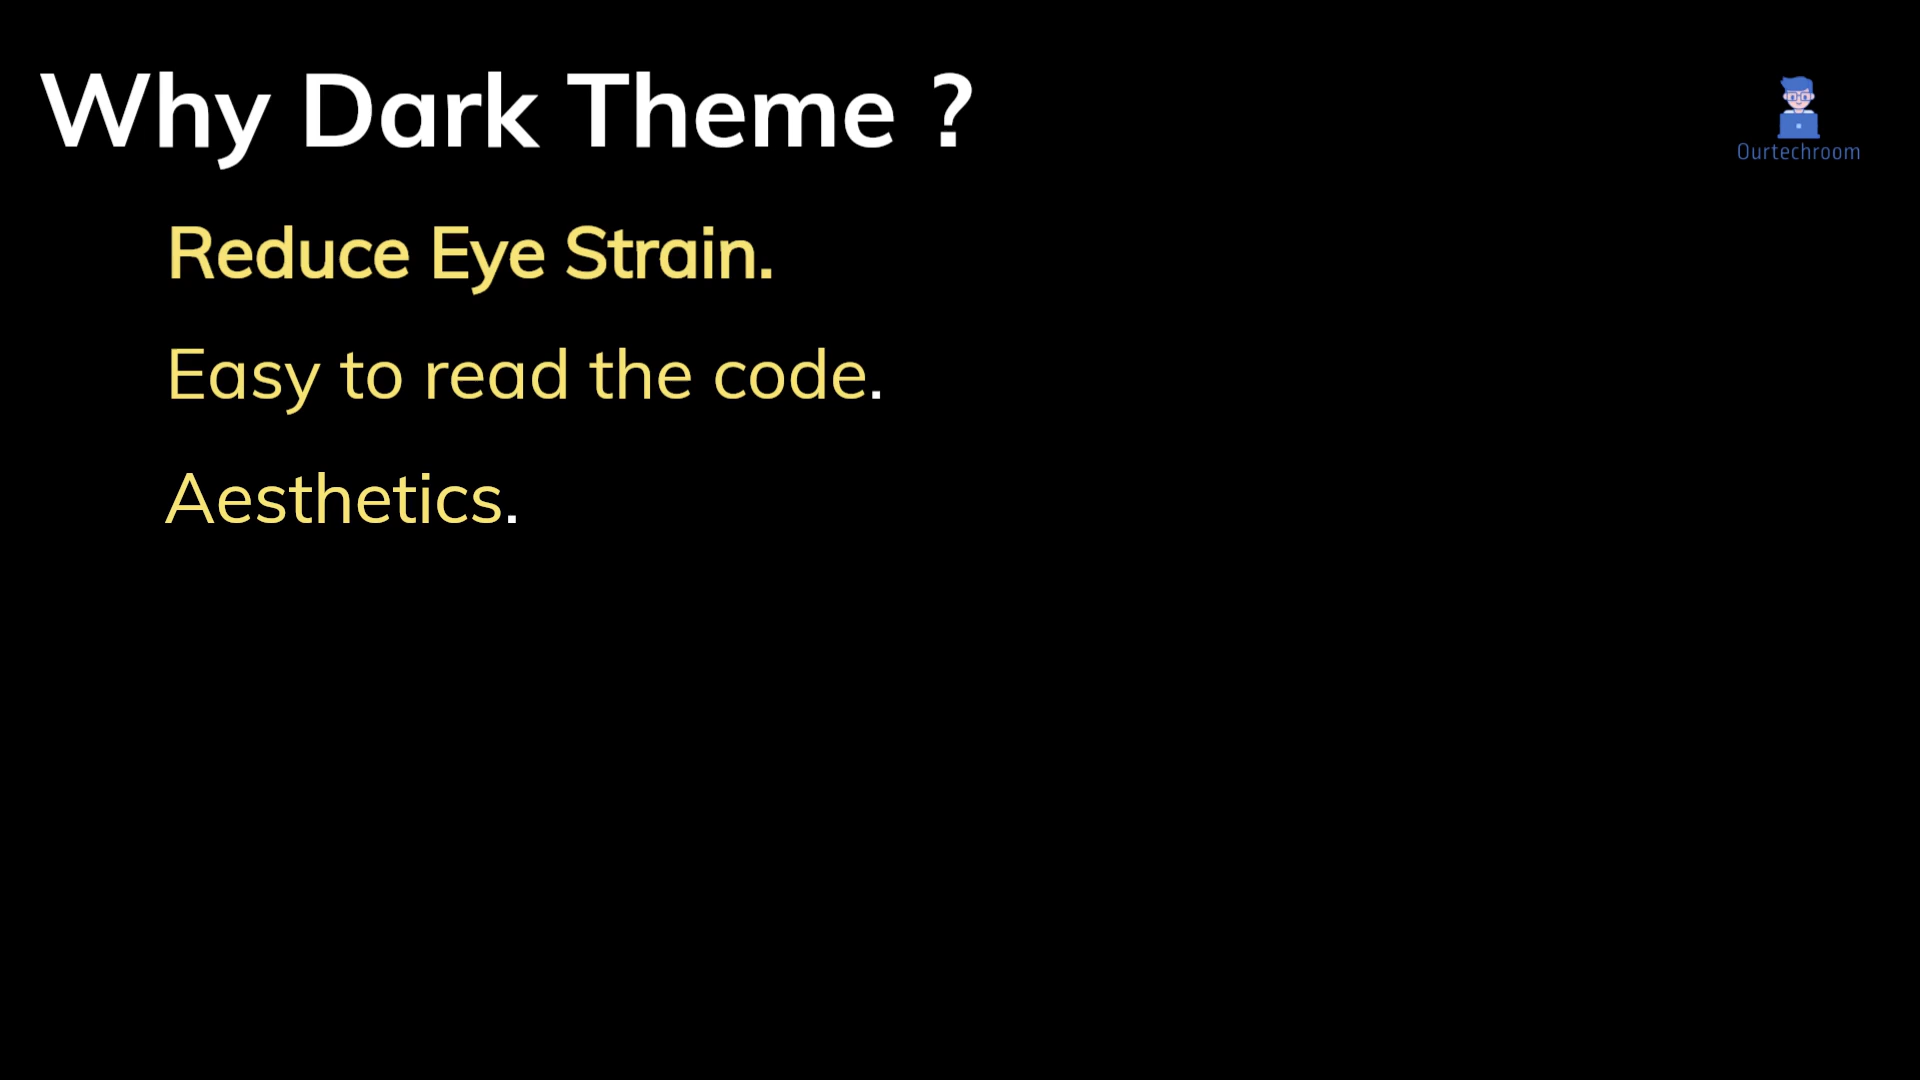 Why Dark Theme ?
Ourtechroom
Reduce Eye Strain.
Easy to read the code.
Aesthetics.